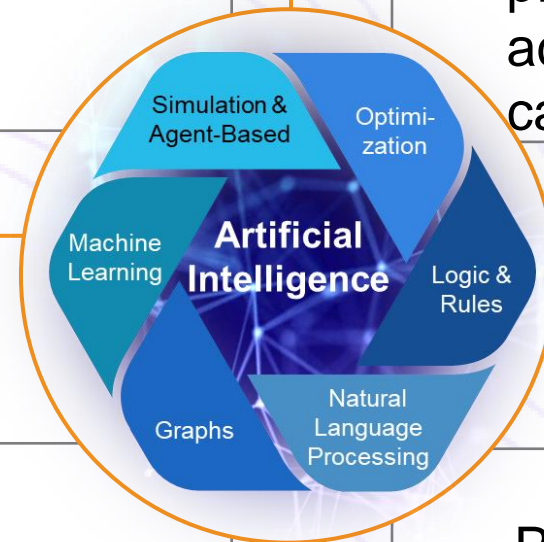 Simulation &
Agent-Based
Optimi-
zation
Machine
Learning
Artificial
Intelligence
Logic &
Rules
Graphs
Natural
Language
Processing